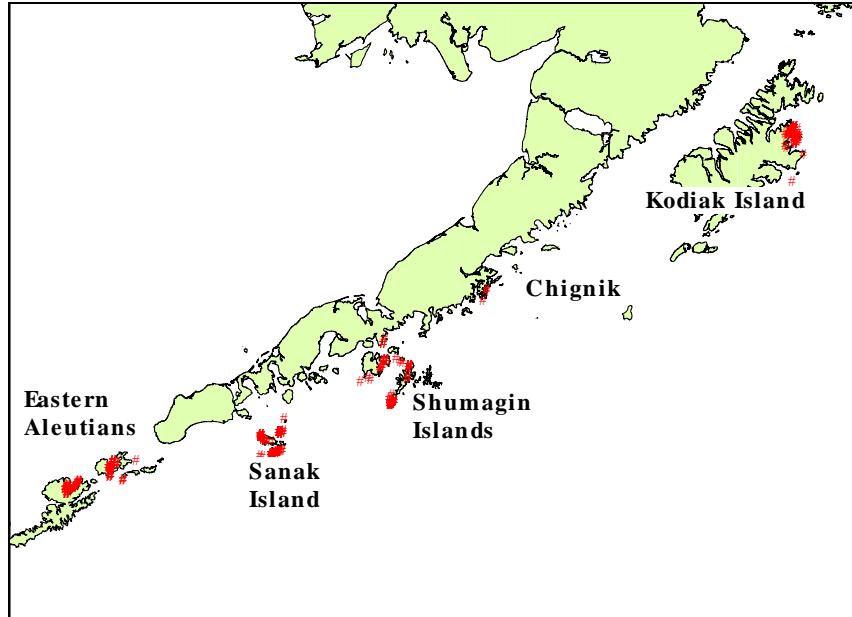 Kodiak Island
Chignik
Eastern
Aleutians
Shumagin
Islands
Sanak
Island